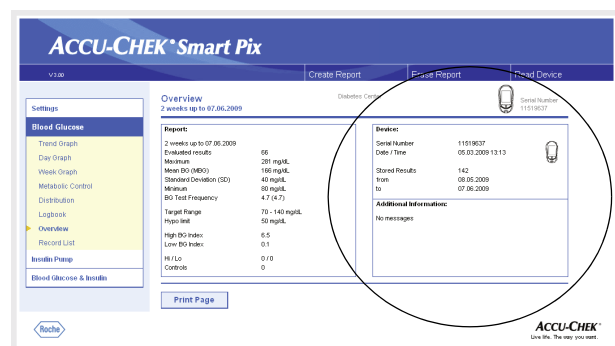 ACCU-CHEK® Smart Pix
V 3.00
Create Report
Erase Report
Read Device
Settings
Blood Glucose
Trend Graph
Day Graph
Week Graph
Metabolic Control
Distribution
Logbook
Overview
Record List
Insulin Pump
Blood Glucose & Insulin
Overview
2 weeks up to 07.06.2009
Diabetes Center
Serial Number
11519637
Report:
2 weeks up to 07.06.2009
Evaluated results 66
Maximum 281 mg/dL
Mean BG (MBG) 166 mg/dL
Standard Deviation (SD) 40 mg/dL
Minimum 80 mg/dL
BG Test Frequency 4.7 (4.7)
Target Range 70 - 140 mg/dL
Hypo limit 50 mg/dL
High BG Index 6.5
Low BG Index 0.1
Hi / Lo 0 / 0
Controls 0
Device:
Serial Number 11519637
Date / Time 05.03.2009 13:13
Stored Results 142
from 08.05.2009
to 07.06.2009
Additional Information:
No messages
Print Page
Roche
ACCU-CHEK®
Live life. The way you want.